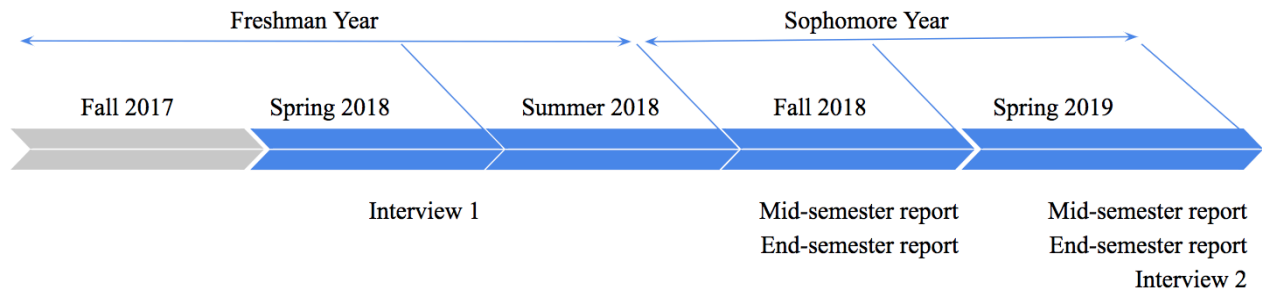 Freshman Year
Sophomore Year
Fall 2017
Spring 2018
Summer 2018
Fall 2018
Spring 2019
Interview 1
Mid-semester report
End-semester report
Mid-semester report
End-semester report
Interview 2